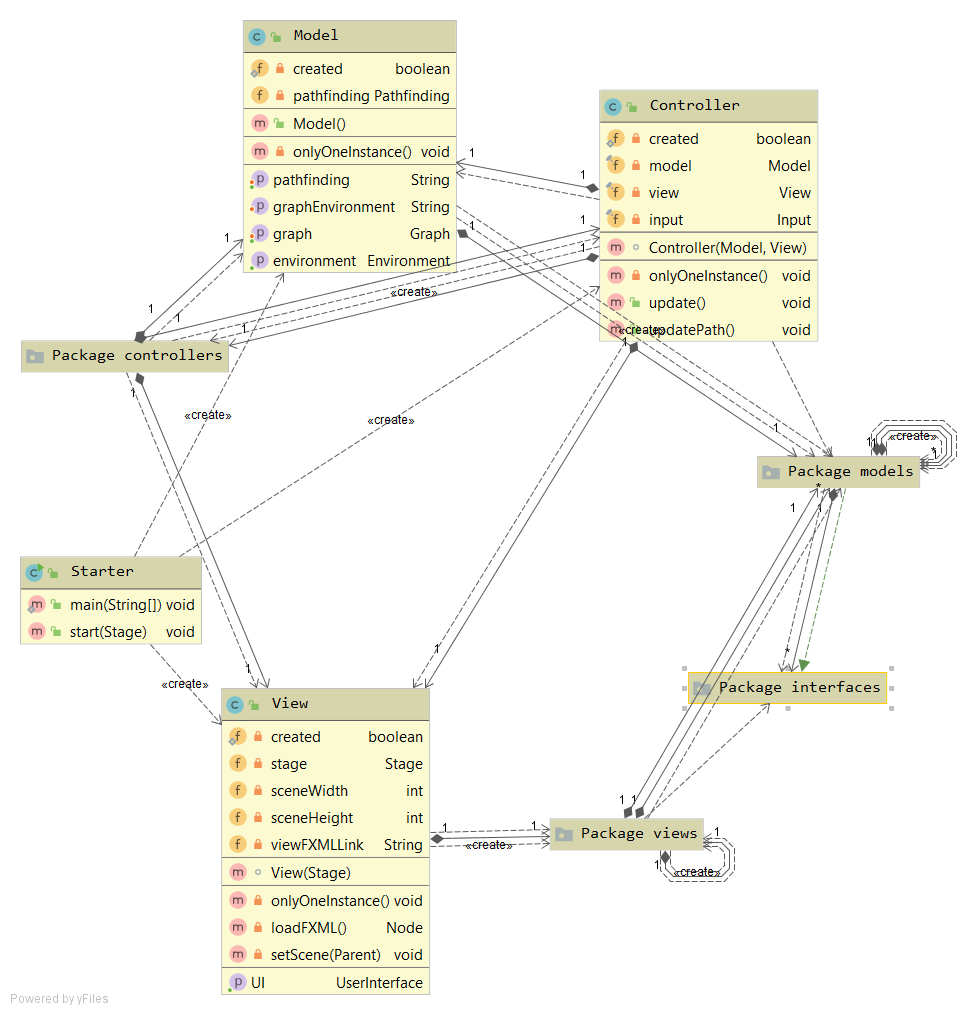 Model
created boolean
pathfinding Pathfinding
Model()
onlyOneInstance() void
pathfinding String
graphEnvironment String
graph Graph
environment Environment
Controller
created boolean
model Model
view View
input Input
Controller(Model, View)
onlyOneInstance() void
update() void
updatePath() void
1
1
1
1
1
1
1
1
1
«create»
«create»
1
Package controllers
1
«create»
«create»
1
1 1
«create»
*
1
Package models
*
1
1
Starter
main(String[]) void
start(Stage) void
«create»
1
1
*
Package interfaces
View
created boolean
stage Stage
sceneWidth int
sceneHeight int
viewFXMLLink String
View(Stage)
onlyOneInstance() void
loadFXML() Node
setScene(Parent) void
UI UserInterface
1 1
1
1
«create»
Package views
1
1
«create»
Powered by yFiles